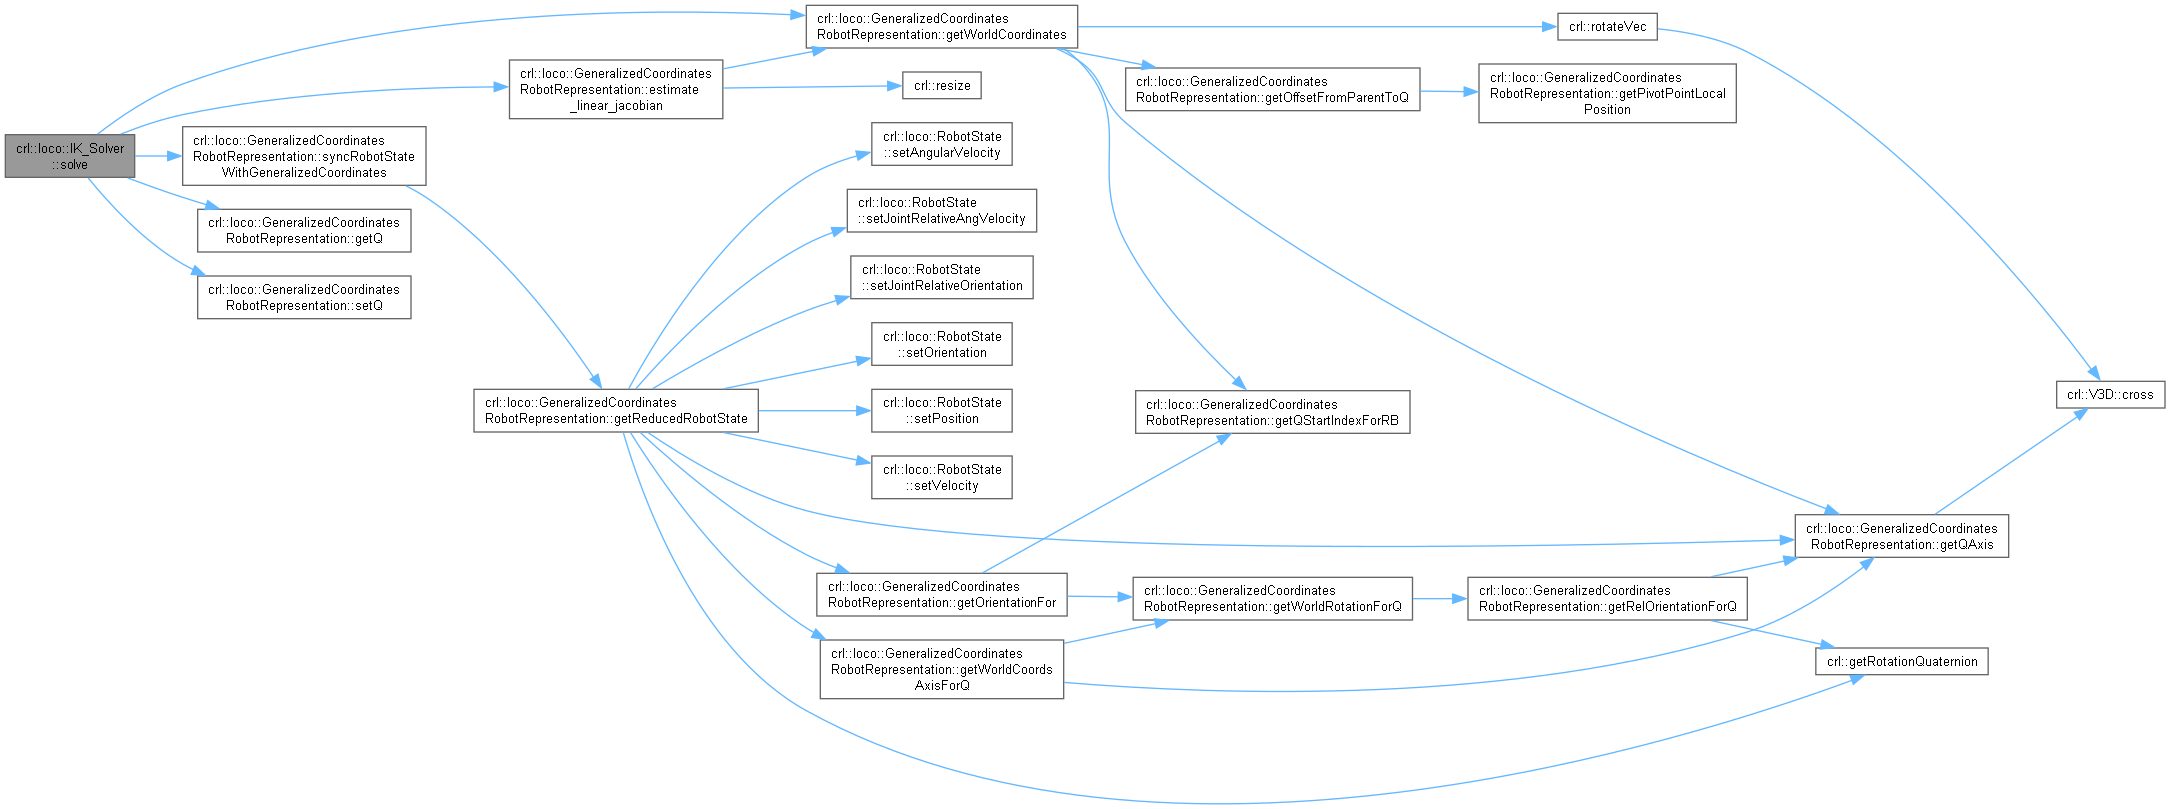 crl::loco::IK_Solver
::solve
crl::loco::GeneralizedCoordinates
RobotRepresentation::getWorldCoordinates
crl::loco::GeneralizedCoordinates
RobotRepresentation::estimate
_linear_jacobian
crl::loco::GeneralizedCoordinates
RobotRepresentation::syncRobotState
WithGeneralizedCoordinates
crl::loco::GeneralizedCoordinates
RobotRepresentation::getQ
crl::loco::GeneralizedCoordinates
RobotRepresentation::setQ
crl::rotateVec
crl::loco::GeneralizedCoordinates
RobotRepresentation::getOffsetFromParentToQ
crl::loco::GeneralizedCoordinates
RobotRepresentation::getPivotPointLocal
Position
crl::resize
crl::loco::RobotState
::setAngularVelocity
crl::loco::RobotState
::setJointRelativeAngVelocity
crl::loco::RobotState
::setJointRelativeOrientation
crl::loco::RobotState
::setOrientation
crl::loco::GeneralizedCoordinates
RobotRepresentation::getReducedRobotState
crl::loco::RobotState
::setPosition
crl::loco::RobotState
::setVelocity
crl::loco::GeneralizedCoordinates
RobotRepresentation::getQStartIndexForRB
crl::V3D::cross
crl::loco::GeneralizedCoordinates
RobotRepresentation::getQAxis
crl::loco::GeneralizedCoordinates
RobotRepresentation::getOrientationFor
crl::loco::GeneralizedCoordinates
RobotRepresentation::getWorldRotationForQ
crl::loco::GeneralizedCoordinates
RobotRepresentation::getRelOrientationForQ
crl::loco::GeneralizedCoordinates
RobotRepresentation::getWorldCoords
AxisForQ
crl::getRotationQuaternion